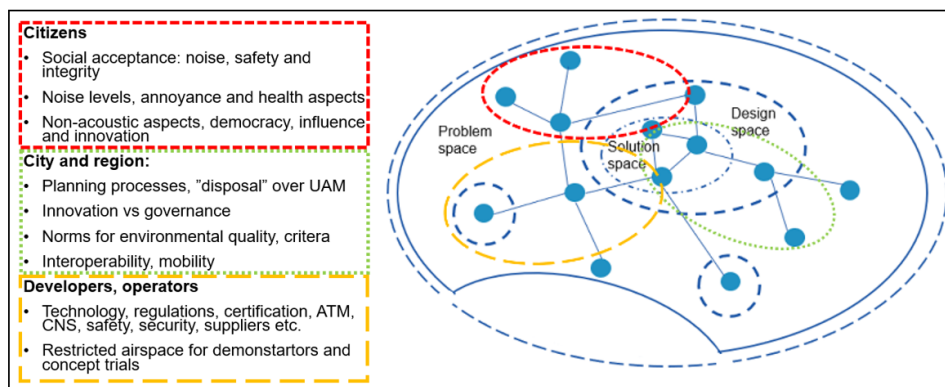 Citizens
• Social acceptance: noise, safety and
integrity
• Noise levels, annoyance and health aspects
• Non-acoustic aspects, democracy, influence
and innovation
City and region:
• Planning processes, "disposal" over UAM
• Innovation vs governance
• Norms for environmental quality, critera
• Interoperability, mobility
Developers, operators
• Technology, regulations, certification, ATM,
CNS, safety, security, suppliers etc.
• Restricted airspace for demonstartors and
concept trials
Problem
space
Solution
space
Design
space